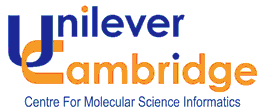 Unilever
Cambridge
Centre For Molecular Science Informatics